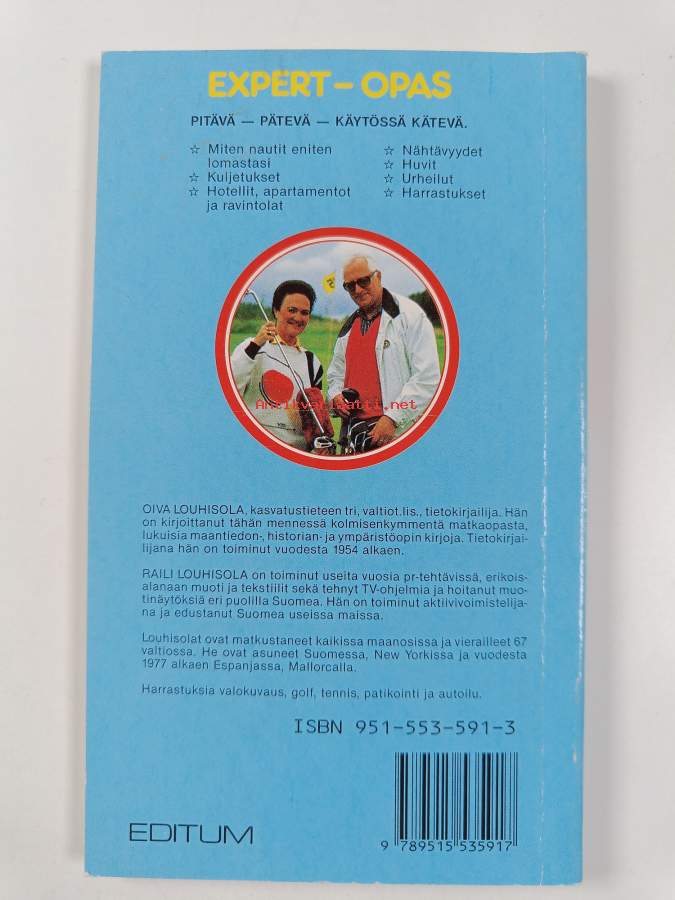 EXPERT – OPAS
PITÄVÄ — PÄTEVÄ — KÄYTÖSSÄ KÄTEVÄ.
☆ Miten nautit eniten
lomastasi
☆ Kuljetukset
☆ Hotellit, apartamentot
ja ravintolat
☆ Nähtävyydet
☆ Huvit
☆ Urheilut
☆ Harrastukset
Antikvariaatti.net
OIVA LOUHISOLA, kasvatustieteen tri, valtiot.lis., tietokirjailija. Hän
on kirjoittanut tähän mennessä kolmisenkymmentä matkaopasta,
lukuisia maantiedon-, historian- ja ympäristöopin kirjoja. Tietokirjai-
lijana hän on toiminut vuodesta 1954 alkaen.
RAILI LOUHISOLA on toiminut useita vuosia pr-tehtävissä, erikois-
alanaan muoti ja tekstiilit sekä tehnyt TV-ohjelmia ja hoitanut muo-
tinäytöksiä eri puolilla Suomea. Hän on toiminut aktiivivoimistelija-
na ja edustanut Suomea useissa maissa.
Louhisolat ovat matkustaneet kaikissa maanosissa ja vierailleet 67
valtiossa. He ovat asuneet Suomessa, New Yorkissa ja vuodesta
1977 alkaen Espanjassa, Mallorcalla.
Harrastuksia valokuvaus, golf, tennis, patikointi ja autoilu.
ISBN 951-553-591-3
EDITUM
9 789515 535917